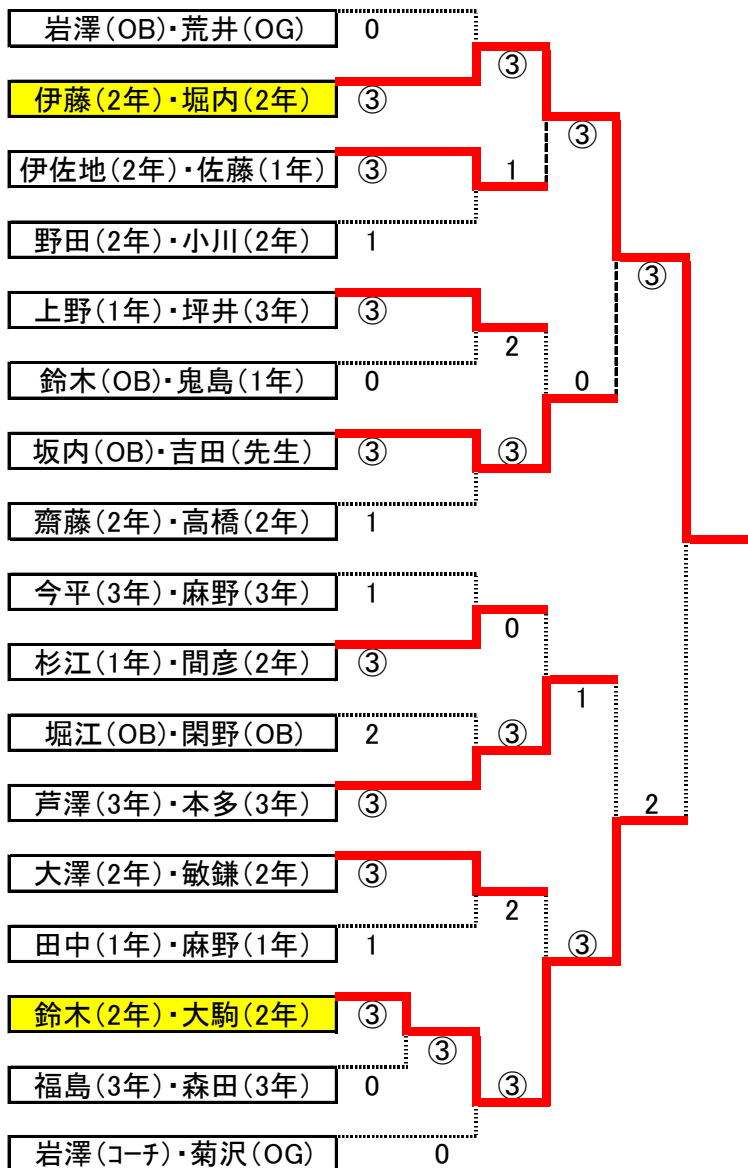 岩澤(OB)・荒井(OG) 0
③
伊藤(2年)・堀内(2年) ③
③
伊佐地(2年)・佐藤(1年) ③ 1
野田(2年)・小川(2年) 1
③
上野(1年)・坪井(3年) ③
2
鈴木(OB)・鬼島(1年) 0 0
坂内(OB)・吉田(先生) ③ ③
齋藤(2年)・高橋(2年) 1
今平(3年)・麻野(3年) 1
0
杉江(1年)・間彦(2年) ③
1
堀江(OB)・閑野(OB) 2 ③
芦澤(3年)・本多(3年) ③
2
大澤(2年)・敏鎌(2年) ③
2
田中(1年)・麻野(1年) 1 ③
鈴木(2年)・大駒(2年) ③
③
福島(3年)・森田(3年) 0 ③
岩澤(コーチ)・菊沢(OG) 0